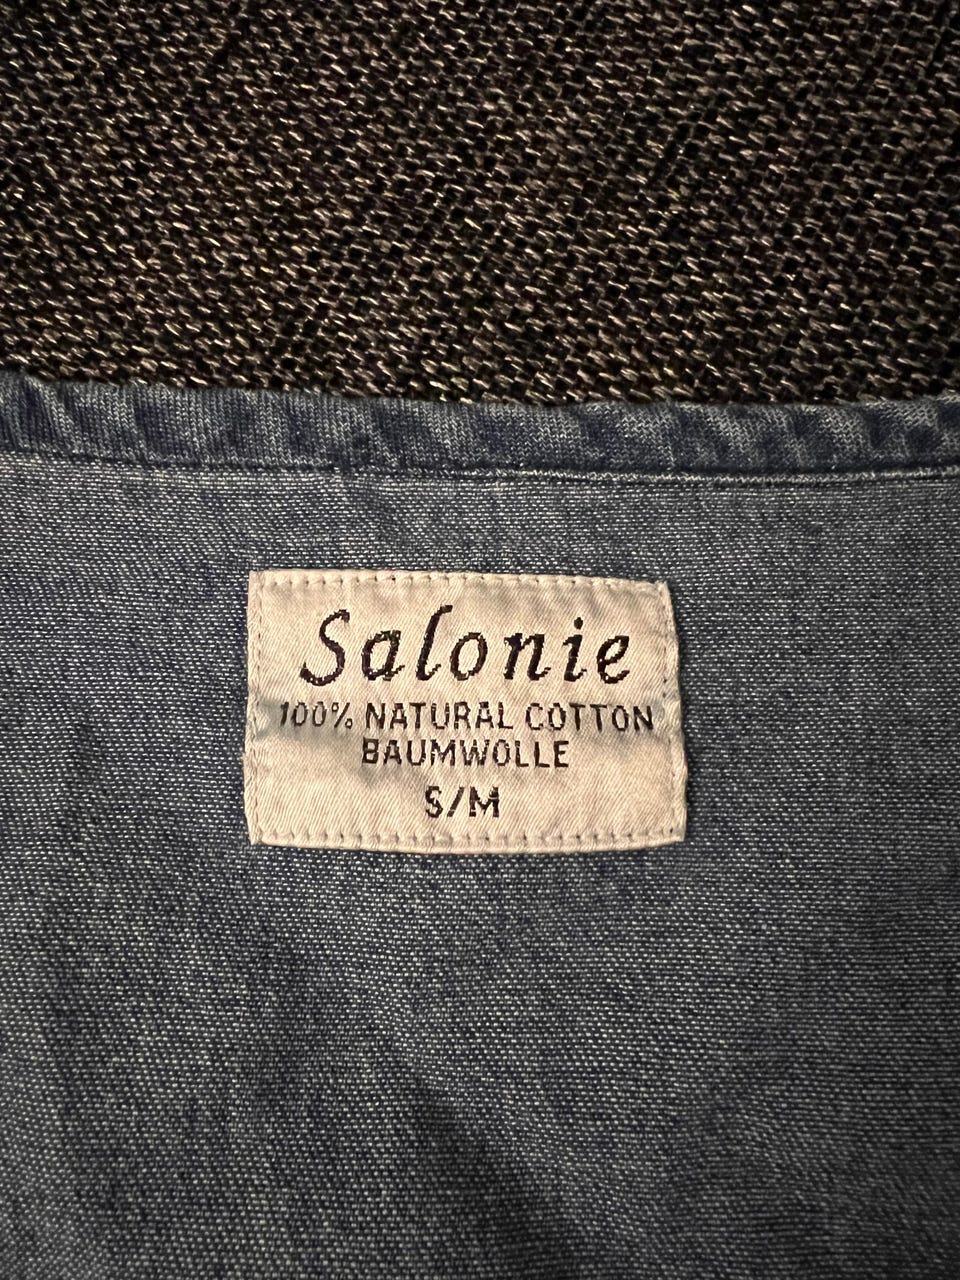 Salonie
100% NATURAL COTTON
BAUMWOLLE
S/M